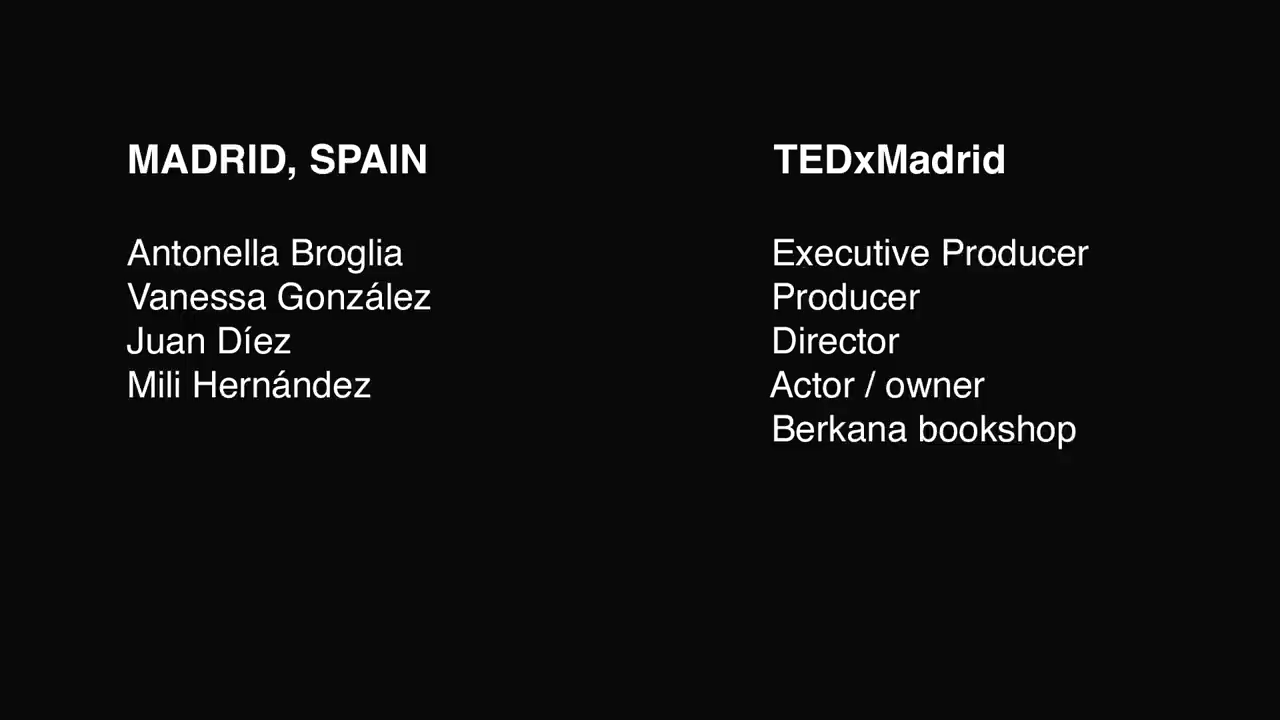 MADRID, SPAIN
TEDxMadrid
Antonella Broglia
Executive Producer
Vanessa González
Producer
Juan Díez
Director
Mili Hernández
Actor / owner
Berkana bookshop